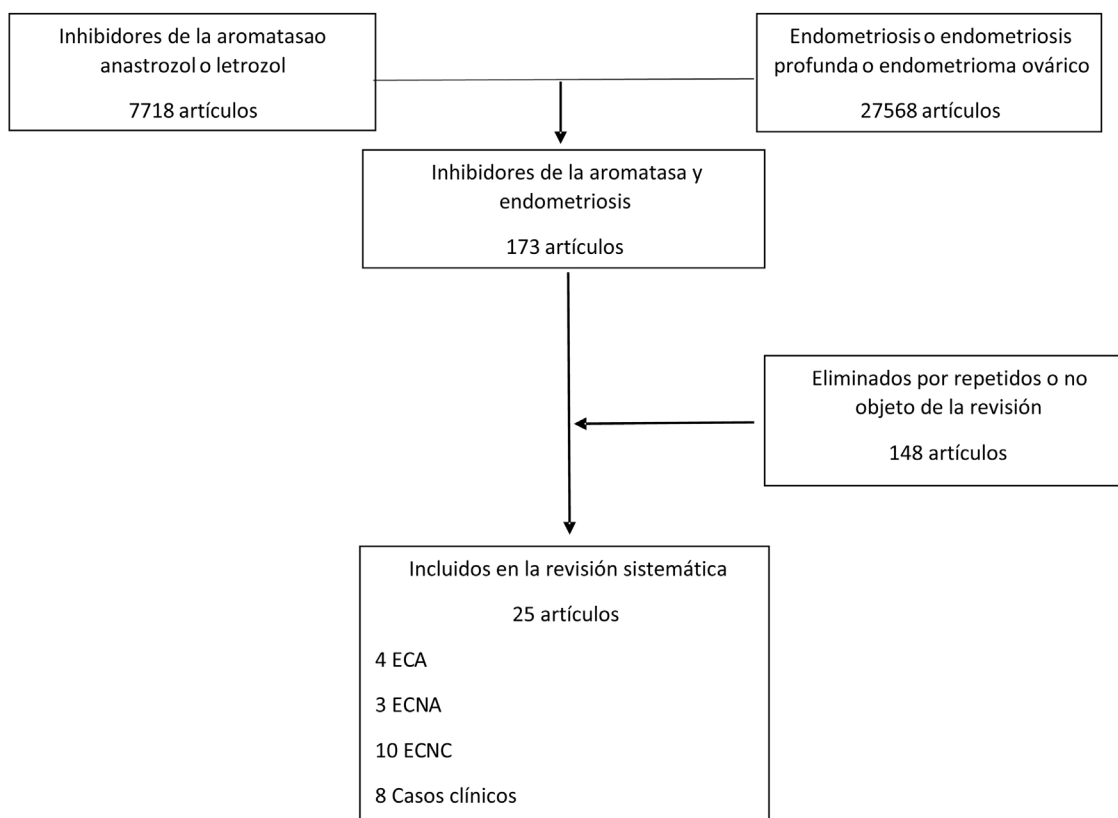 Inhibidores de la aromatasao
anastrozol o letrozol
7718 artículos
Endometriosis o endometriosis
profunda o endometrioma ovárico
27568 artículos
Inhibidores de la aromatasa y
endometriosis
173 artículos
Eliminados por repetidos o no
objeto de la revisión
148 artículos
Incluidos en la revisión sistemática
25 artículos
4 ECA
3 ECNA
10 ECNC
8 Casos clínicos